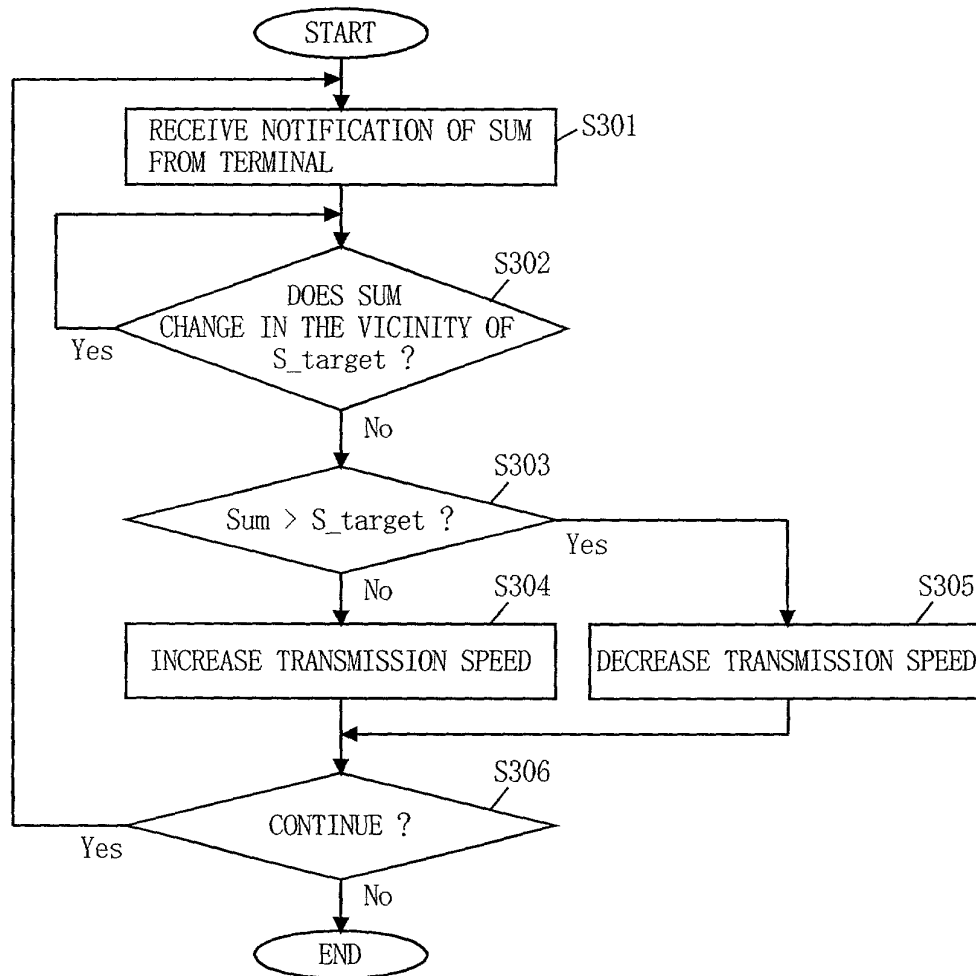 START
RECEIVE NOTIFICATION OF SUM
FROM TERMINAL
S301
S302
DOES SUM
CHANGE IN THE VICINITY OF
S_target ?
Yes
No
S303
Sum > S_target ?
Yes
No
S304
INCREASE TRANSMISSION SPEED
S305
DECREASE TRANSMISSION SPEED
S306
CONTINUE ?
Yes
No
END